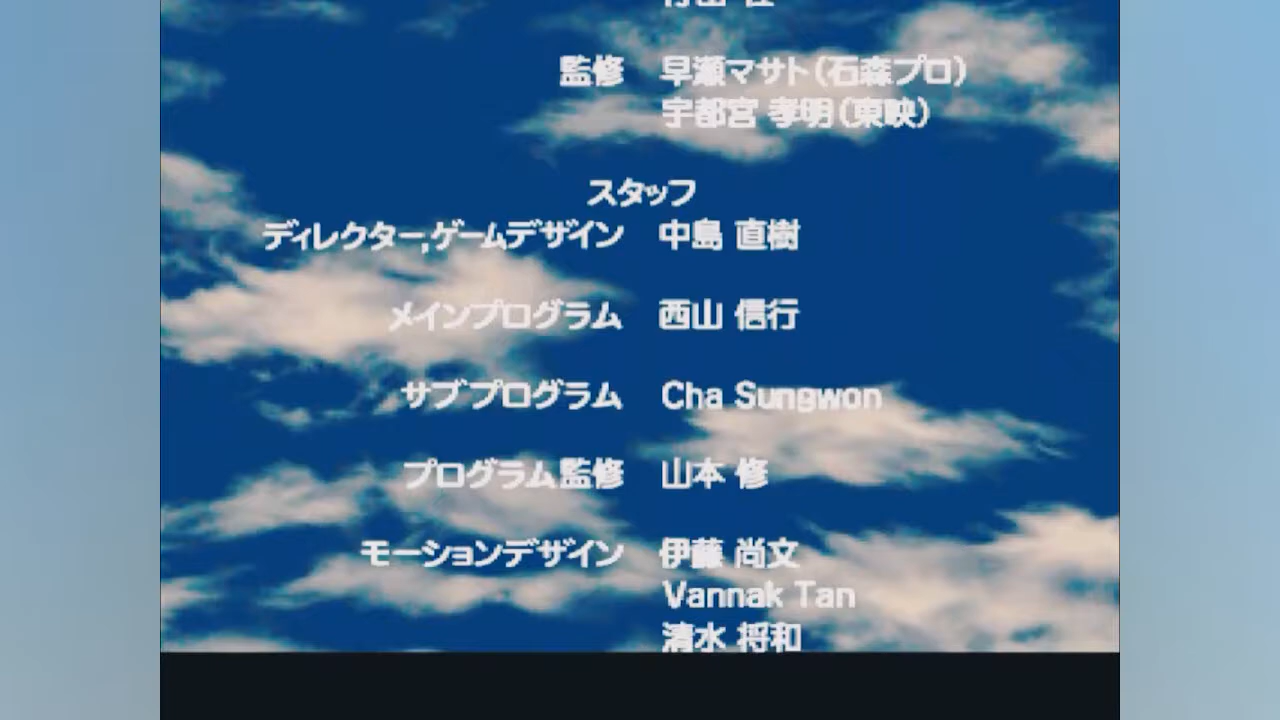 監修 早瀬マサト(石森プロ)
宇都宮 孝明(東映)
スタッフ
ディレクター,ゲームデザイン 中島 直樹
メインプログラム 西山 信行
サブプログラム Cha Sungwon
プログラム監修 山本 修
モーションデザイン 伊藤 尚文
Vannak Tan
清水 将和